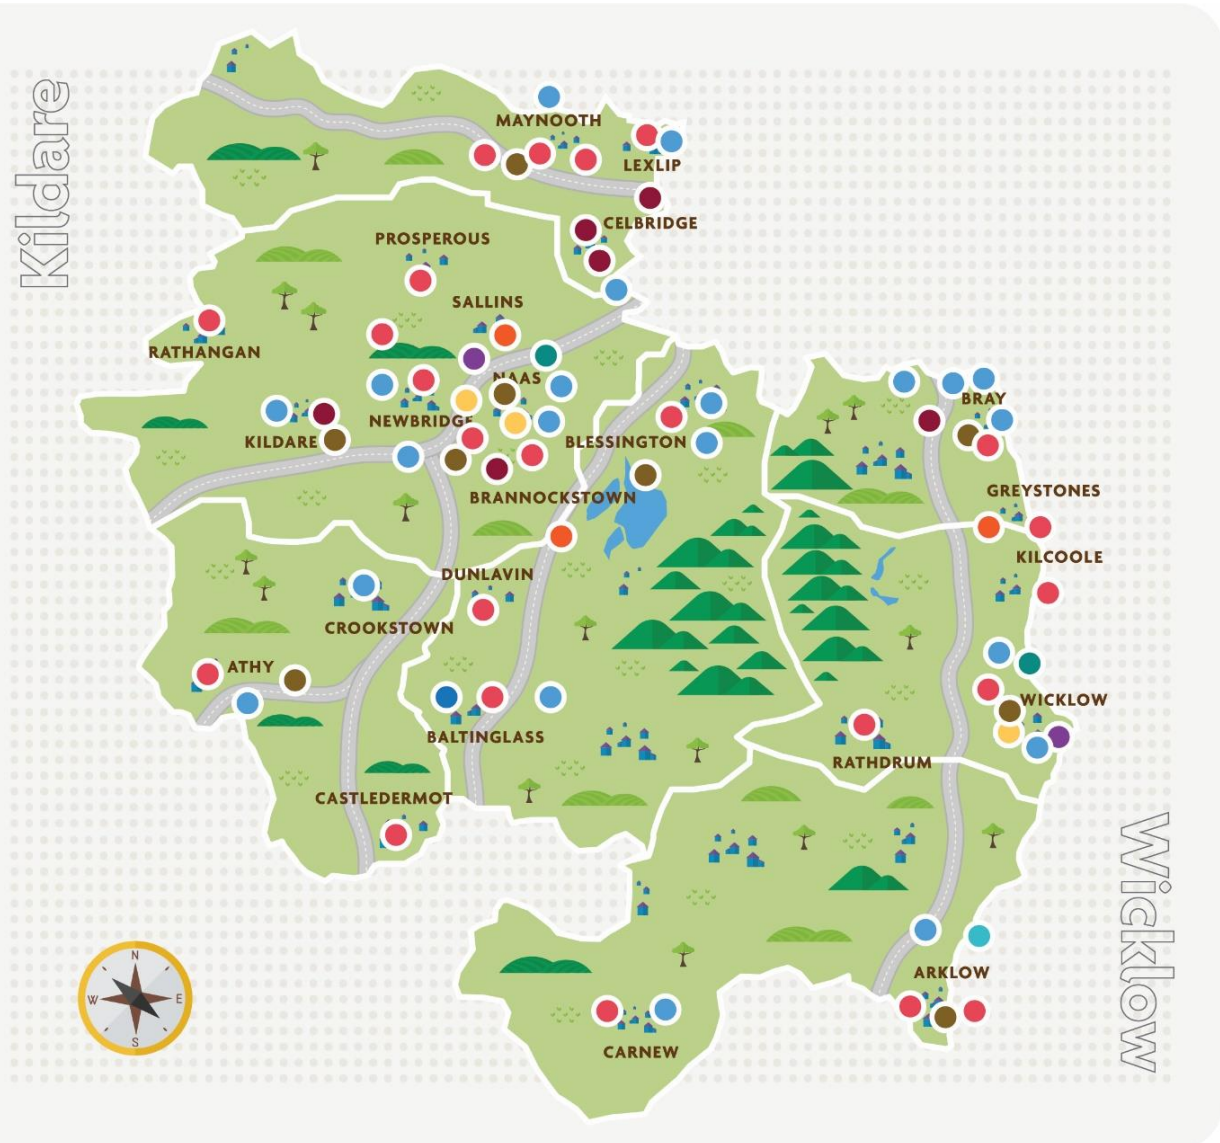 Kildare
MAYNOOTH
LEXLIP
CELBRIDGE
PROSPEROUS
SALLINS
RATHANGAN
NAAS
NEWBRIDGE
KILDARE
BLESSINGTON
BRAY
BRANNOCKSTOWN
GREYSTONES
KILCOOLE
DUNLAVIN
CROOKSTOWN
ATHY
WICKLOW
BALTINGLASS
RATHDRUM
CASTLEDERMOT
Wicklow
N
W
E
S
ARKLOW
CARNEW